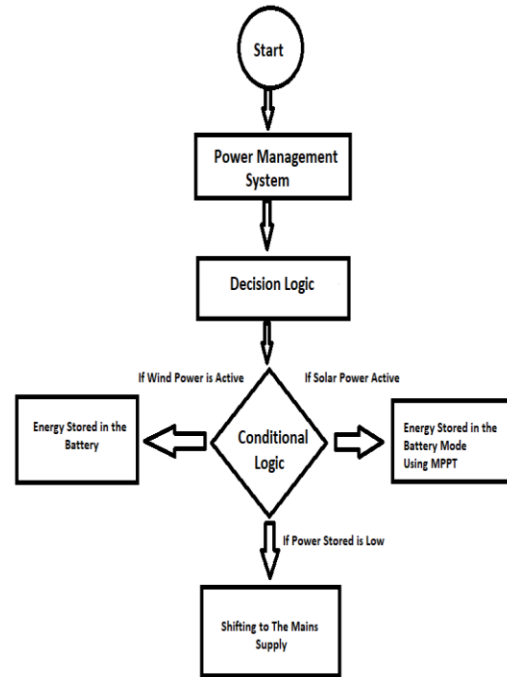 Start
Power Management
System
Decision Logic
If Wind Power is Active
If Solar Power Active
Energy Stored in the
Battery
Conditional
Logic
Energy Stored in the
Battery Mode
Using MPPT
If Power Stored is Low
Shifting to The Mains
Supply